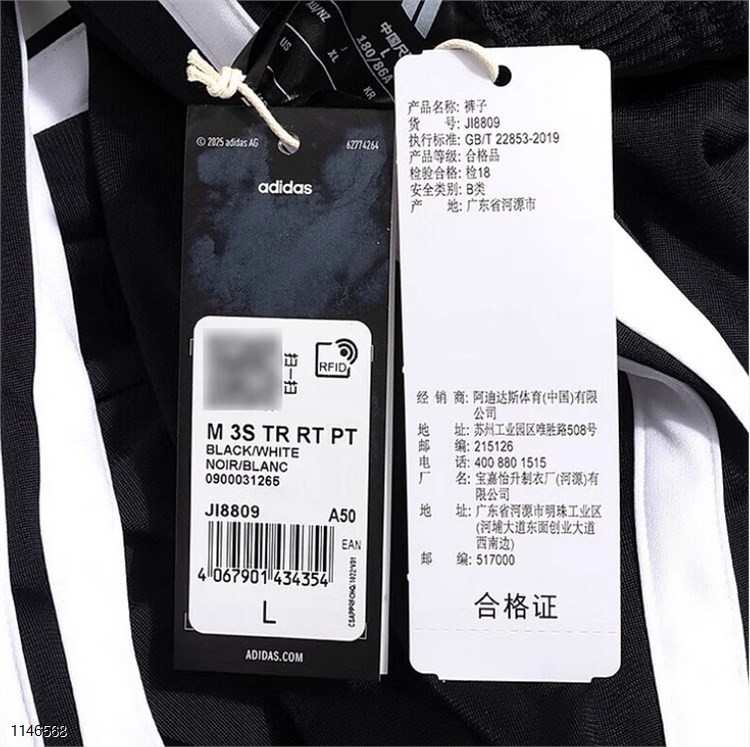 AU/NZ
US
J
XL
中国
L
180/86A
KR
© 2025 adidas AG
62774264
adidas
RFID
M 3S TR RT PT
BLACK/WHITE
NOIR/BLANC
0900031265
JI8809 A50
EAN
4 067901 434354
L
ADIDAS.COM
产品名称: 裤子
货 号: JI8809
执行标准: GB/T 22853-2019
产品等级: 合格品
检验合格: 检18
安全类别: B类
产 地: 广东省河源市
经 销 商: 阿迪达斯体育(中国)有限
公司
地 址: 苏州工业园区唯胜路508号
邮 编: 215126
电 话: 400 880 1515
厂 名: 宝嘉怡升制衣厂(河源)有
限公司
地 址: 广东省河源市明珠工业区
(河埔大道东面创业大道
西南边)
邮 编: 517000
合格证
1146568